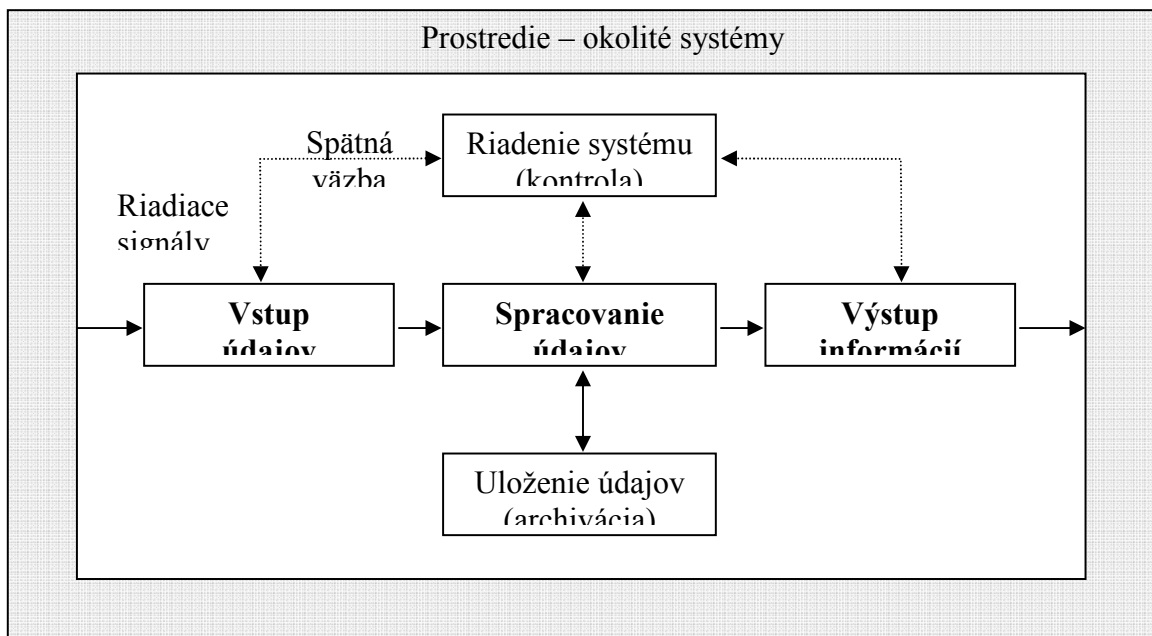 Prostredie – okolité systémy
Spätná
väzba
Riadenie systému
(kontrola)
Riadiace
signály
Vstup
údajov
Spracovanie
údajov
Výstup
informácií
Uloženie údajov
(archivácia)